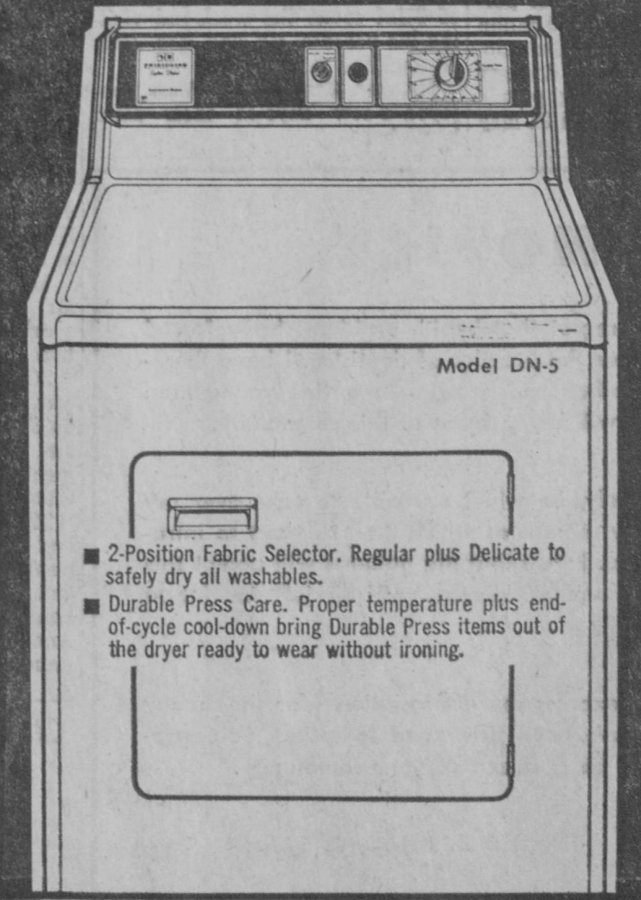 Model DN-5
■ 2-Position Fabric Selector. Regular plus Delicate to
safely dry all washables.
■ Durable Press Care. Proper temperature plus end-
of-cycle cool-down bring Durable Press items out of
the dryer ready to wear without ironing.